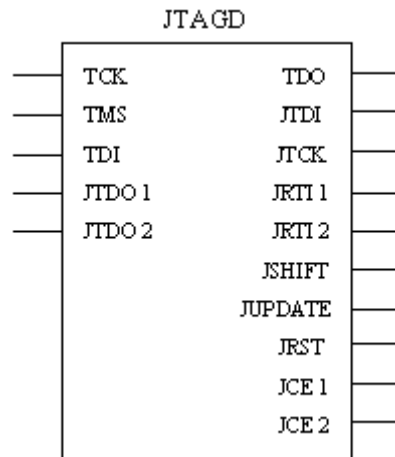 JTAGD
TCK TDO
TMS JTDI
TDI JTCK
JTDO 1 JRTI 1
JTDO 2 JRTI 2
JSHIFT
JUPDATE
JRST
JCE 1
JCE 2